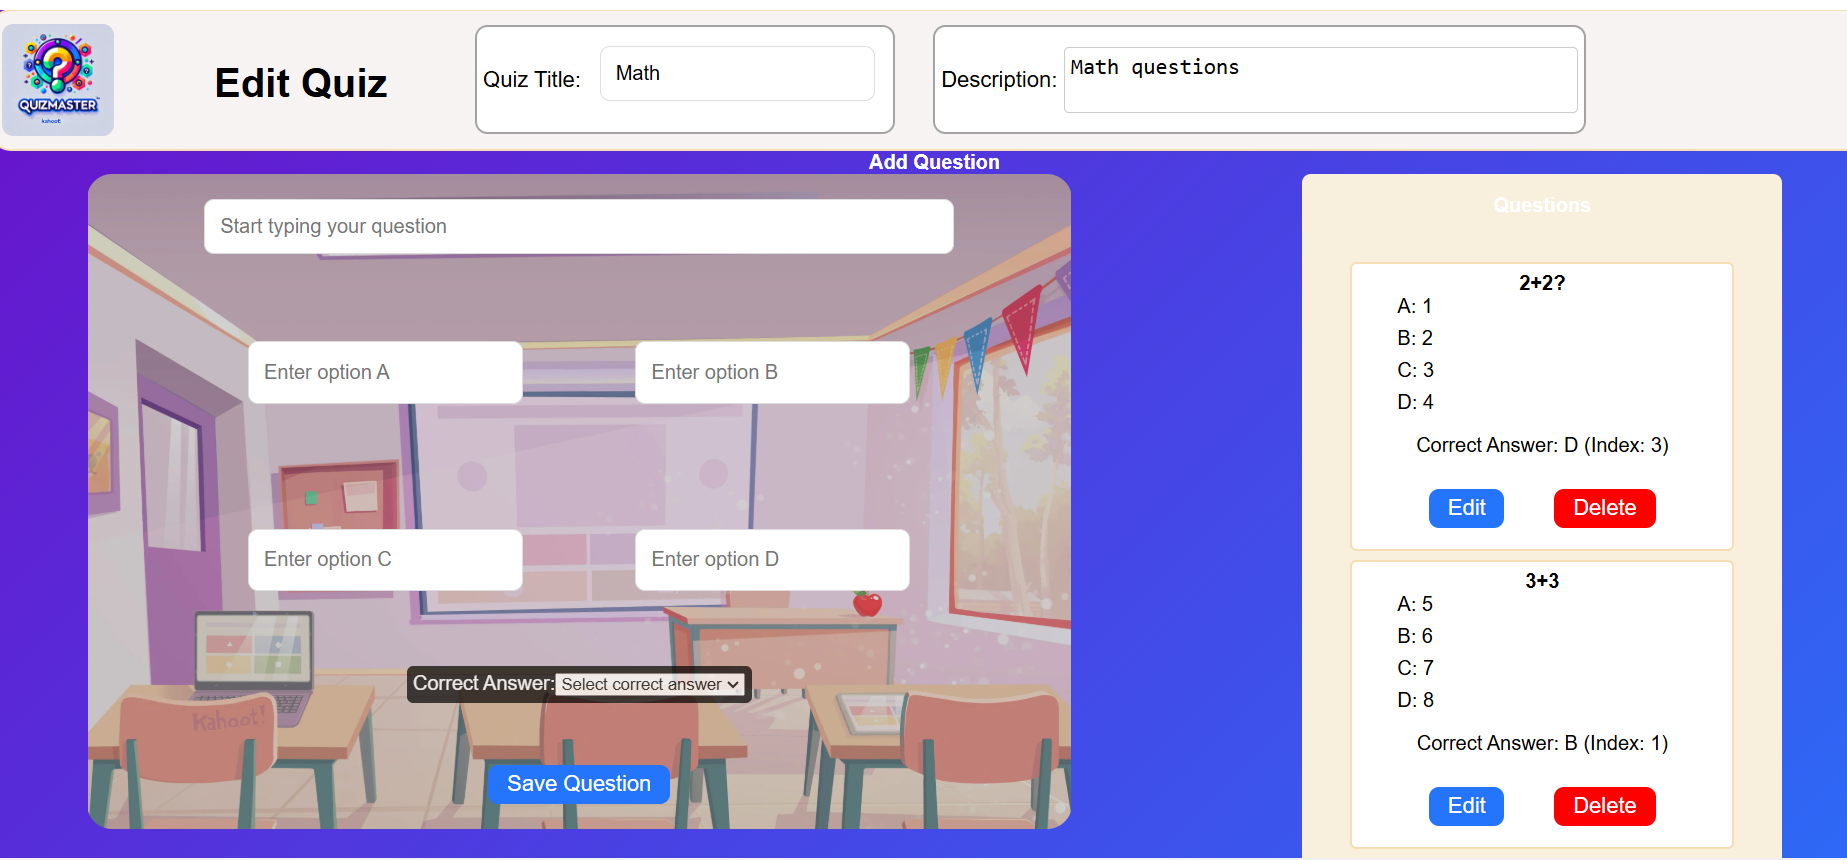 QUIZMASTER
kahoot
Edit Quiz
Quiz Title:
Math
Description:
Math questions
Add Question
Start typing your question
Enter option A
Enter option B
Enter option C
Enter option D
Kahoot!
Correct Answer:
Select correct answer
Save Question
Questions
2+2?
A: 1
B: 2
C: 3
D: 4
Correct Answer: D (Index: 3)
Edit
Delete
3+3
A: 5
B: 6
C: 7
D: 8
Correct Answer: B (Index: 1)
Edit
Delete